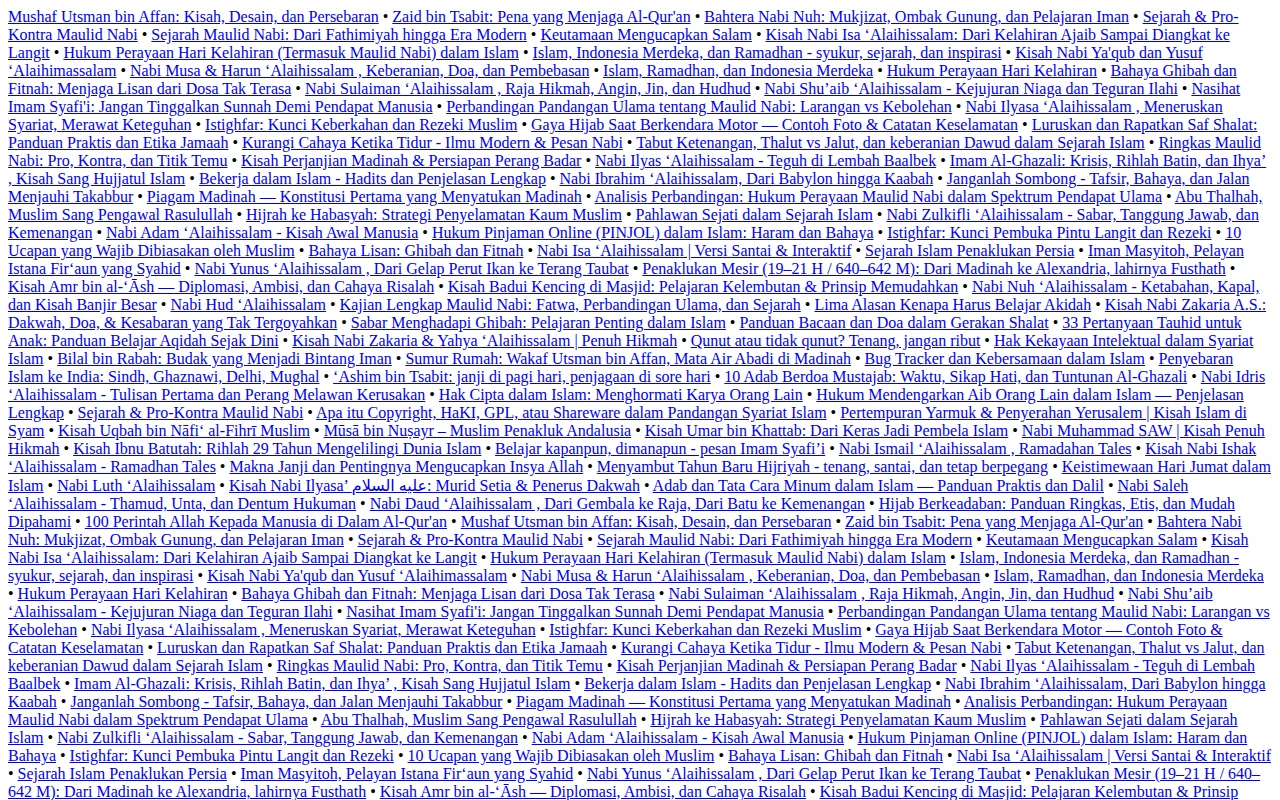 Mushaf Utsman bin Affan: Kisah, Desain, dan Persebaran • Zaid bin Tsabit: Pena yang Menjaga Al-Qur'an • Bahtera Nabi Nuh: Mukjizat, Ombak Gunung, dan Pelajaran Iman • Sejarah & Pro-
Kontra Maulid Nabi • Sejarah Maulid Nabi: Dari Fathimiyah hingga Era Modern • Keutamaan Mengucapkan Salam • Kisah Nabi Isa ‘Alaihissalam: Dari Kelahiran Ajaib Sampai Diangkat ke
Langit • Hukum Perayaan Hari Kelahiran (Termasuk Maulid Nabi) dalam Islam • Islam, Indonesia Merdeka, dan Ramadhan - syukur, sejarah, dan inspirasi • Kisah Nabi Ya'qub dan Yusuf
‘Alaihimassalam • Nabi Musa & Harun ‘Alaihissalam , Keberanian, Doa, dan Pembebasan • Islam, Ramadhan, dan Indonesia Merdeka • Hukum Perayaan Hari Kelahiran • Bahaya Ghibah dan
Fitnah: Menjaga Lisan dari Dosa Tak Terasa • Nabi Sulaiman ‘Alaihissalam , Raja Hikmah, Angin, Jin, dan Hudhud • Nabi Shu’aib ‘Alaihissalam - Kejujuran Niaga dan Teguran Ilahi • Nasihat
Imam Syafi'i: Jangan Tinggalkan Sunnah Demi Pendapat Manusia • Perbandingan Pandangan Ulama tentang Maulid Nabi: Larangan vs Kebolehan • Nabi Ilyasa ‘Alaihissalam , Meneruskan
Syariat, Merawat Keteguhan • Istighfar: Kunci Keberkahan dan Rezeki Muslim • Gaya Hijab Saat Berkendara Motor — Contoh Foto & Catatan Keselamatan • Luruskan dan Rapatkan Saf Shalat:
Panduan Praktis dan Etika Jamaah • Kurangi Cahaya Ketika Tidur - Ilmu Modern & Pesan Nabi • Tabut Ketenangan, Thalut vs Jalut, dan keberanian Dawud dalam Sejarah Islam • Ringkas Maulid
Nabi: Pro, Kontra, dan Titik Temu • Kisah Perjanjian Madinah & Persiapan Perang Badar • Nabi Ilyas ‘Alaihissalam - Teguh di Lembah Baalbek • Imam Al-Ghazali: Krisis, Rihlah Batin, dan Ihya’
, Kisah Sang Hujjatul Islam • Bekerja dalam Islam - Hadits dan Penjelasan Lengkap • Nabi Ibrahim ‘Alaihissalam, Dari Babylon hingga Kaabah • Janganlah Sombong - Tafsir, Bahaya, dan Jalan
Menjauhi Takabbur • Piagam Madinah — Konstitusi Pertama yang Menyatukan Madinah • Analisis Perbandingan: Hukum Perayaan Maulid Nabi dalam Spektrum Pendapat Ulama • Abu Thalhah,
Muslim Sang Pengawal Rasulullah • Hijrah ke Habasyah: Strategi Penyelamatan Kaum Muslim • Pahlawan Sejati dalam Sejarah Islam • Nabi Zulkifli ‘Alaihissalam - Sabar, Tanggung Jawab, dan
Kemenangan • Nabi Adam ‘Alaihissalam - Kisah Awal Manusia • Hukum Pinjaman Online (PINJOL) dalam Islam: Haram dan Bahaya • Istighfar: Kunci Pembuka Pintu Langit dan Rezeki • 10
Ucapan yang Wajib Dibiasakan oleh Muslim • Bahaya Lisan: Ghibah dan Fitnah • Nabi Isa ‘Alaihissalam | Versi Santai & Interaktif • Sejarah Islam Penaklukan Persia • Iman Masyitoh, Pelayan
Istana Fir‘aun yang Syahid • Nabi Yunus ‘Alaihissalam , Dari Gelap Perut Ikan ke Terang Taubat • Penaklukan Mesir (19–21 H / 640–642 M): Dari Madinah ke Alexandria, lahirnya Fusthath •
Kisah Amr bin al-‘Āsh — Diplomasi, Ambisi, dan Cahaya Risalah • Kisah Badui Kencing di Masjid: Pelajaran Kelembutan & Prinsip Memudahkan • Nabi Nuh ‘Alaihissalam - Ketabahan, Kapal,
dan Kisah Banjir Besar • Nabi Hud ‘Alaihissalam • Kajian Lengkap Maulid Nabi: Fatwa, Perbandingan Ulama, dan Sejarah • Lima Alasan Kenapa Harus Belajar Akidah • Kisah Nabi Zakaria A.S.:
Dakwah, Doa, & Kesabaran yang Tak Tergoyahkan • Sabar Menghadapi Ghibah: Pelajaran Penting dalam Islam • Panduan Bacaan dan Doa dalam Gerakan Shalat • 33 Pertanyaan Tauhid untuk
Anak: Panduan Belajar Aqidah Sejak Dini • Kisah Nabi Zakaria & Yahya ‘Alaihissalam | Penuh Hikmah • Qunut atau tidak qunut? Tenang, jangan ribut • Hak Kekayaan Intelektual dalam Syariat
Islam • Bilal bin Rabah: Budak yang Menjadi Bintang Iman • Sumur Rumah: Wakaf Utsman bin Affan, Mata Air Abadi di Madinah • Bug Tracker dan Kebersamaan dalam Islam • Penyebaran
Islam ke India: Sindh, Ghaznawi, Delhi, Mughal • ‘Ashim bin Tsabit: janji di pagi hari, penjagaan di sore hari • 10 Adab Berdoa Mustajab: Waktu, Sikap Hati, dan Tuntunan Al-Ghazali • Nabi Idris
‘Alaihissalam - Tulisan Pertama dan Perang Melawan Kerusakan • Hak Cipta dalam Islam: Menghormati Karya Orang Lain • Hukum Mendengarkan Aib Orang Lain dalam Islam — Penjelasan
Lengkap • Sejarah & Pro-Kontra Maulid Nabi • Apa itu Copyright, HaKI, GPL, atau Shareware dalam Pandangan Syariat Islam • Pertempuran Yarmuk & Penyerahan Yerusalem | Kisah Islam di
Syam • Kisah Uqbah bin Nāfi‘ al-Fihrī Muslim • Mūsā bin Nuṣayr – Muslim Penakluk Andalusia • Kisah Umar bin Khattab: Dari Keras Jadi Pembela Islam • Nabi Muhammad SAW | Kisah Penuh
Hikmah • Kisah Ibnu Batutah: Rihlah 29 Tahun Mengelilingi Dunia Islam • Belajar kapanpun, dimanapun - pesan Imam Syafi’i • Nabi Ismail ‘Alaihissalam , Ramadahan Tales • Kisah Nabi Ishak
‘Alaihissalam - Ramadhan Tales • Makna Janji dan Pentingnya Mengucapkan Insya Allah • Menyambut Tahun Baru Hijriyah - tenang, santai, dan tetap berpegang • Keistimewaan Hari Jumat dalam
Islam • Nabi Luth ‘Alaihissalam • Kisah Nabi Ilyasa’ عليه السلام: Murid Setia & Penerus Dakwah • Adab dan Tata Cara Minum dalam Islam — Panduan Praktis dan Dalil • Nabi Saleh
‘Alaihissalam - Thamud, Unta, dan Dentum Hukuman • Nabi Daud ‘Alaihissalam , Dari Gembala ke Raja, Dari Batu ke Kemenangan • Hijab Berkeadaban: Panduan Ringkas, Etis, dan Mudah
Dipahami • 100 Perintah Allah Kepada Manusia di Dalam Al-Qur'an • Mushaf Utsman bin Affan: Kisah, Desain, dan Persebaran • Zaid bin Tsabit: Pena yang Menjaga Al-Qur'an • Bahtera Nabi
Nuh: Mukjizat, Ombak Gunung, dan Pelajaran Iman • Sejarah & Pro-Kontra Maulid Nabi • Sejarah Maulid Nabi: Dari Fathimiyah hingga Era Modern • Keutamaan Mengucapkan Salam • Kisah
Nabi Isa ‘Alaihissalam: Dari Kelahiran Ajaib Sampai Diangkat ke Langit • Hukum Perayaan Hari Kelahiran (Termasuk Maulid Nabi) dalam Islam • Islam, Indonesia Merdeka, dan Ramadhan -
syukur, sejarah, dan inspirasi • Kisah Nabi Ya'qub dan Yusuf ‘Alaihimassalam • Nabi Musa & Harun ‘Alaihissalam , Keberanian, Doa, dan Pembebasan • Islam, Ramadhan, dan Indonesia Merdeka
• Hukum Perayaan Hari Kelahiran • Bahaya Ghibah dan Fitnah: Menjaga Lisan dari Dosa Tak Terasa • Nabi Sulaiman ‘Alaihissalam , Raja Hikmah, Angin, Jin, dan Hudhud • Nabi Shu’aib
‘Alaihissalam - Kejujuran Niaga dan Teguran Ilahi • Nasihat Imam Syafi'i: Jangan Tinggalkan Sunnah Demi Pendapat Manusia • Perbandingan Pandangan Ulama tentang Maulid Nabi: Larangan vs
Kebolehan • Nabi Ilyasa ‘Alaihissalam , Meneruskan Syariat, Merawat Keteguhan • Istighfar: Kunci Keberkahan dan Rezeki Muslim • Gaya Hijab Saat Berkendara Motor — Contoh Foto &
Catatan Keselamatan • Luruskan dan Rapatkan Saf Shalat: Panduan Praktis dan Etika Jamaah • Kurangi Cahaya Ketika Tidur - Ilmu Modern & Pesan Nabi • Tabut Ketenangan, Thalut vs Jalut, dan
keberanian Dawud dalam Sejarah Islam • Ringkas Maulid Nabi: Pro, Kontra, dan Titik Temu • Kisah Perjanjian Madinah & Persiapan Perang Badar • Nabi Ilyas ‘Alaihissalam - Teguh di Lembah
Baalbek • Imam Al-Ghazali: Krisis, Rihlah Batin, dan Ihya’ , Kisah Sang Hujjatul Islam • Bekerja dalam Islam - Hadits dan Penjelasan Lengkap • Nabi Ibrahim ‘Alaihissalam, Dari Babylon hingga
Kaabah • Janganlah Sombong - Tafsir, Bahaya, dan Jalan Menjauhi Takabbur • Piagam Madinah — Konstitusi Pertama yang Menyatukan Madinah • Analisis Perbandingan: Hukum Perayaan
Maulid Nabi dalam Spektrum Pendapat Ulama • Abu Thalhah, Muslim Sang Pengawal Rasulullah • Hijrah ke Habasyah: Strategi Penyelamatan Kaum Muslim • Pahlawan Sejati dalam Sejarah
Islam • Nabi Zulkifli ‘Alaihissalam - Sabar, Tanggung Jawab, dan Kemenangan • Nabi Adam ‘Alaihissalam - Kisah Awal Manusia • Hukum Pinjaman Online (PINJOL) dalam Islam: Haram dan
Bahaya • Istighfar: Kunci Pembuka Pintu Langit dan Rezeki • 10 Ucapan yang Wajib Dibiasakan oleh Muslim • Bahaya Lisan: Ghibah dan Fitnah • Nabi Isa ‘Alaihissalam | Versi Santai & Interaktif
• Sejarah Islam Penaklukan Persia • Iman Masyitoh, Pelayan Istana Fir‘aun yang Syahid • Nabi Yunus ‘Alaihissalam , Dari Gelap Perut Ikan ke Terang Taubat • Penaklukan Mesir (19–21 H / 640–
642 M): Dari Madinah ke Alexandria, lahirnya Fusthath • Kisah Amr bin al-‘Āsh — Diplomasi, Ambisi, dan Cahaya Risalah • Kisah Badui Kencing di Masjid: Pelajaran Kelembutan & Prinsip